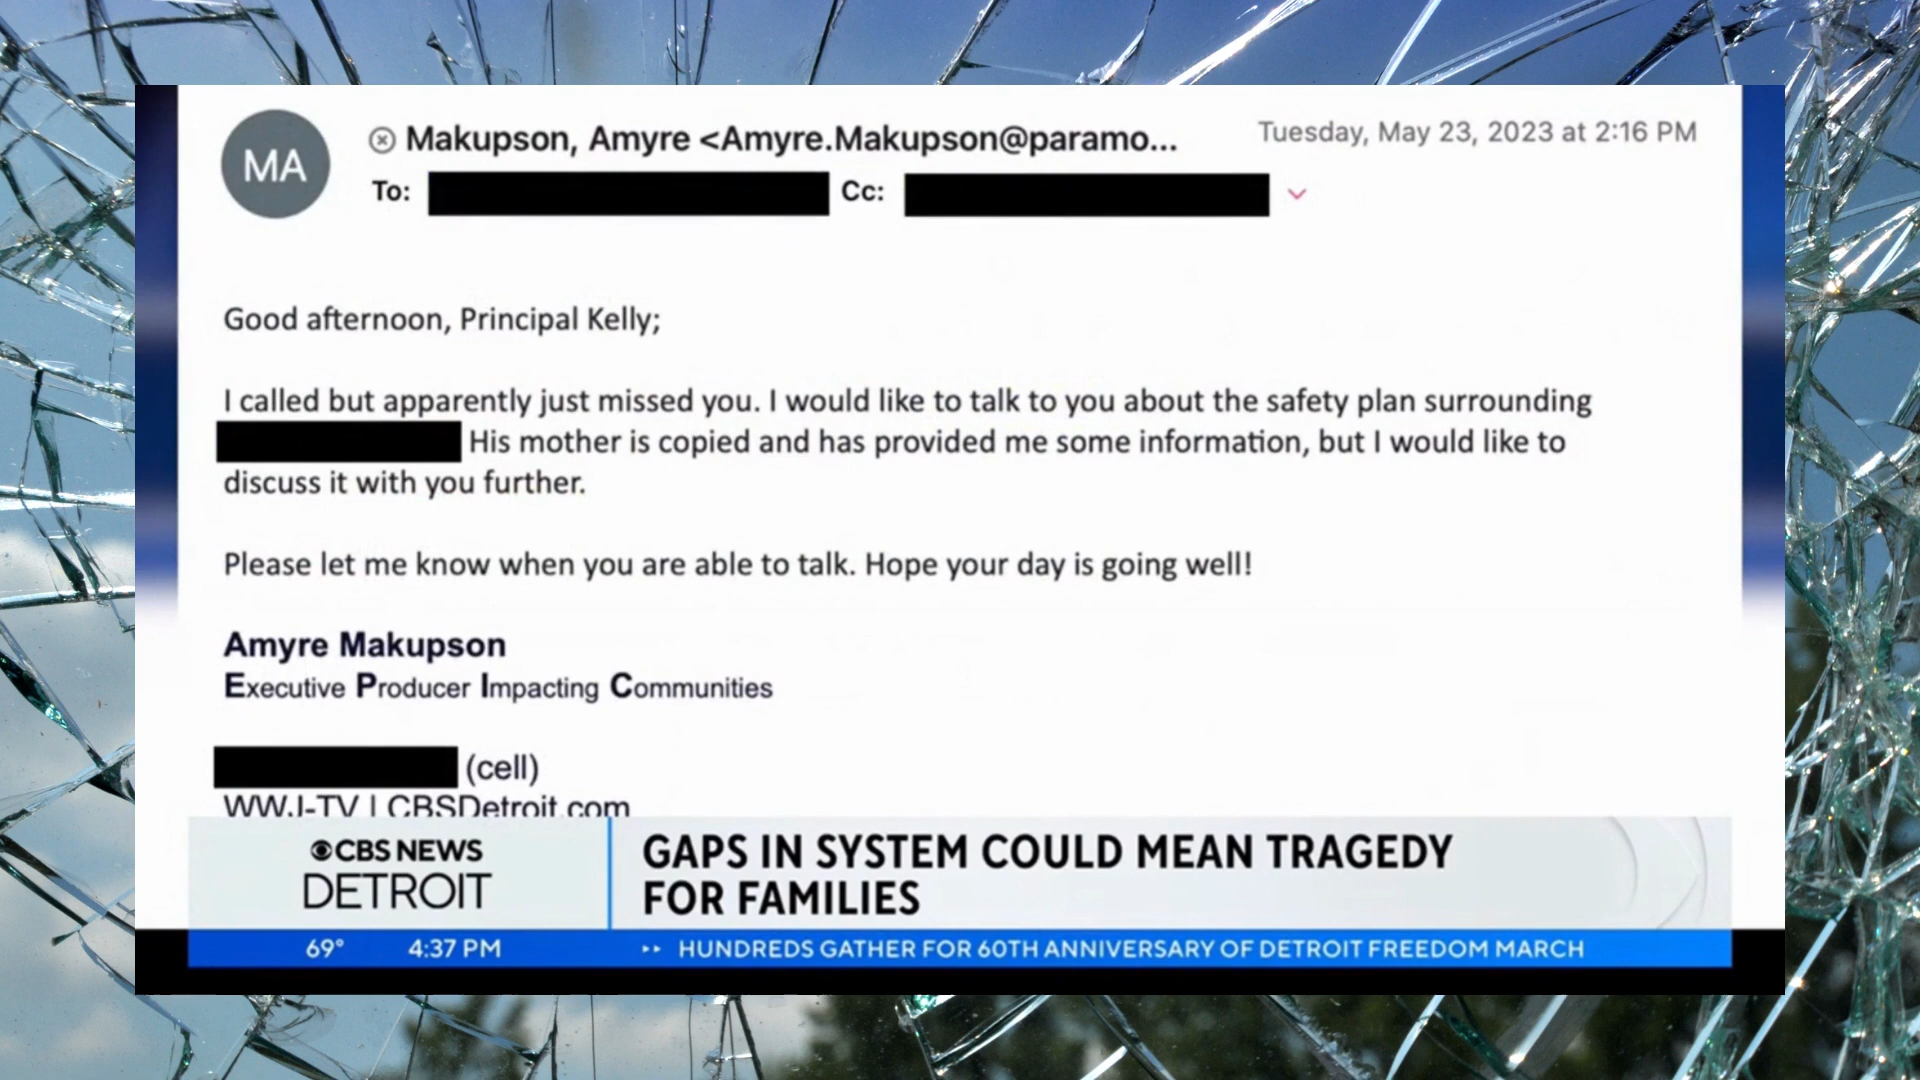 MA
Makupson, Amyre <Amyre.Makupson@paramo...
Tuesday, May 23, 2023 at 2:16 PM
To:
Cc:
Good afternoon, Principal Kelly;
I called but apparently just missed you. I would like to talk to you about the safety plan surrounding
His mother is copied and has provided me some information, but I would like to
discuss it with you further.
Please let me know when you are able to talk. Hope your day is going well!
Amyre Makupson
Executive Producer Impacting Communities
(cell)
WWJ-TV | CBSDetroit.com
CBS NEWS
DETROIT
GAPS IN SYSTEM COULD MEAN TRAGEDY
FOR FAMILIES
69° 4:37 PM
HUNDREDS GATHER FOR 60TH ANNIVERSARY OF DETROIT FREEDOM MARCH